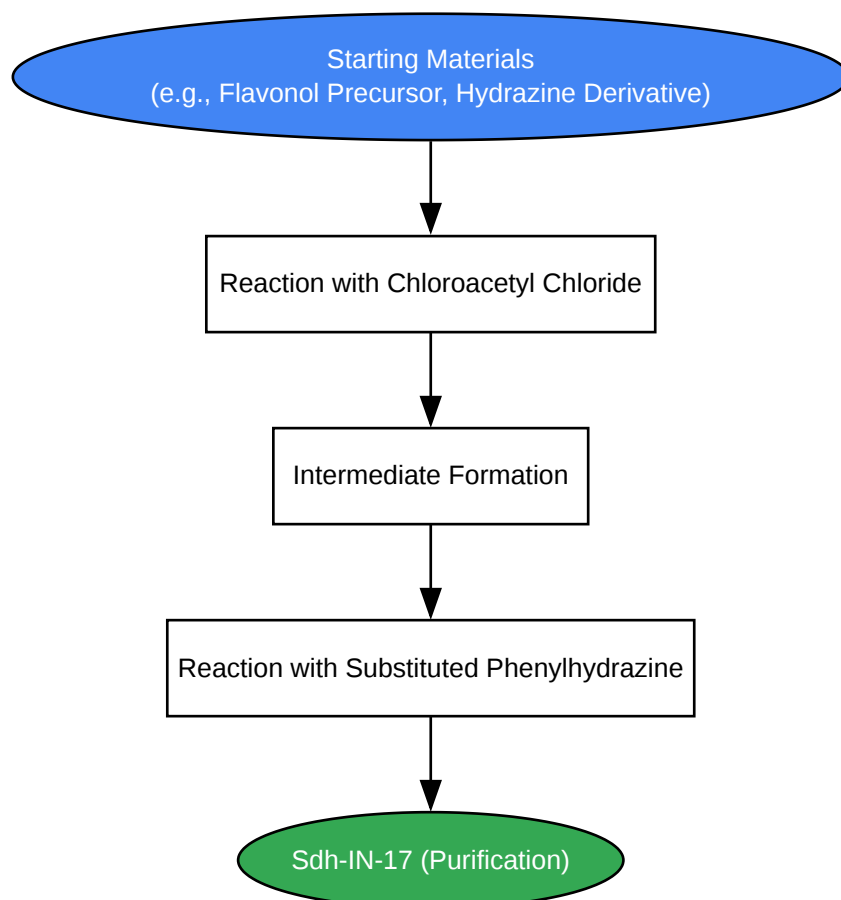 Starting Materials
(e.g., Flavonol Precursor, Hydrazine Derivative)
Reaction with Chloroacetyl Chloride
Intermediate Formation
Reaction with Substituted Phenylhydrazine
Sdh-IN-17 (Purification)